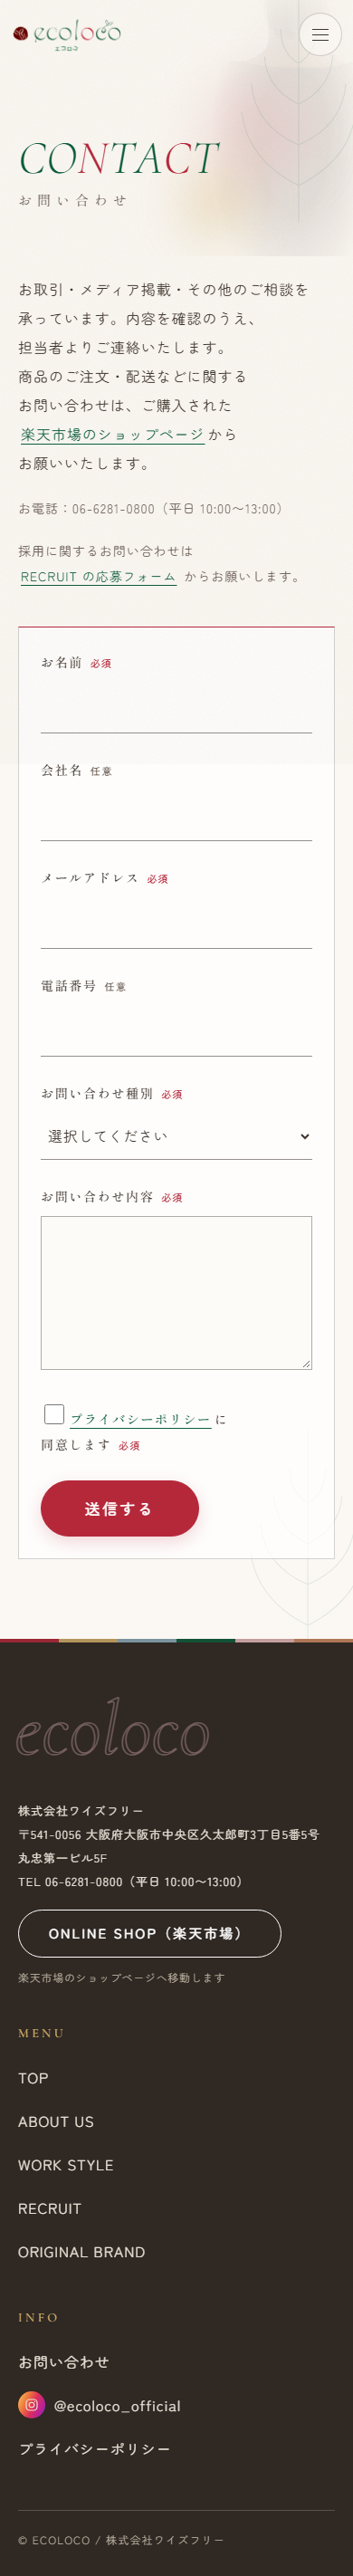 ecoloco
エコロコ
CONTACT
お問い合わせ
お取引・メディア掲載・その他のご相談を
承っています。内容を確認のうえ、
担当者よりご連絡いたします。
商品のご注文・配送などに関する
お問い合わせは、ご購入された
楽天市場のショップページから
お願いいたします。
お電話：06-6281-0800（平日 10:00〜13:00）
採用に関するお問い合わせは
RECRUIT の応募フォーム からお願いします。
お名前 必須
会社名 任意
メールアドレス 必須
電話番号 任意
お問い合わせ種別 必須
選択してください
お問い合わせ内容 必須
プライバシーポリシーに
同意します 必須
送信する
ecoloco
株式会社ワイズフリー
〒541-0056 大阪府大阪市中央区久太郎町3丁目5番5号
丸忠第一ビル5F
TEL 06-6281-0800（平日 10:00〜13:00）
ONLINE SHOP（楽天市場）
楽天市場のショップページへ移動します
MENU
TOP
ABOUT US
WORK STYLE
RECRUIT
ORIGINAL BRAND
INFO
お問い合わせ
@ecoloco_official
プライバシーポリシー
© ECOLOCO / 株式会社ワイズフリー